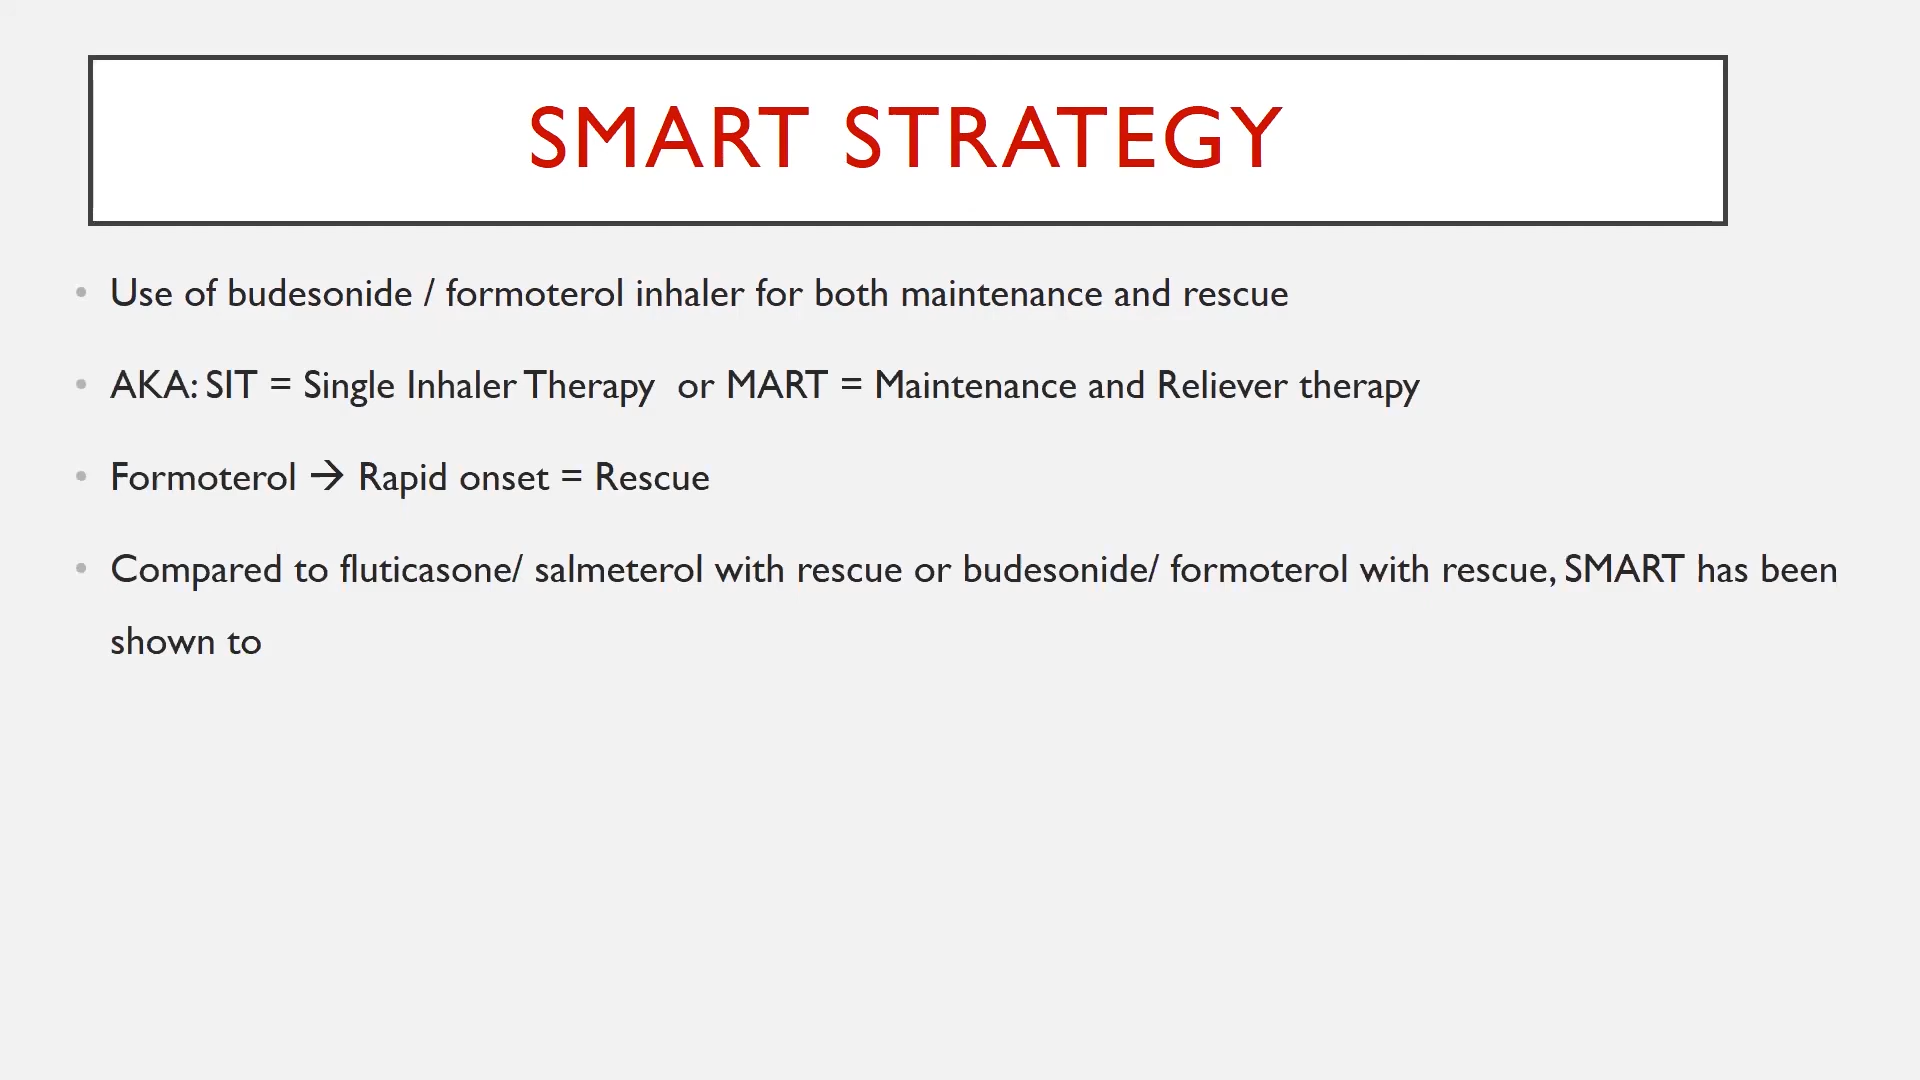 SMART STRATEGY
• Use of budesonide / formoterol inhaler for both maintenance and rescue
• AKA: SIT = Single Inhaler Therapy or MART = Maintenance and Reliever therapy
• Formoterol → Rapid onset = Rescue
• Compared to fluticasone/ salmeterol with rescue or budesonide/ formoterol with rescue, SMART has been
shown to